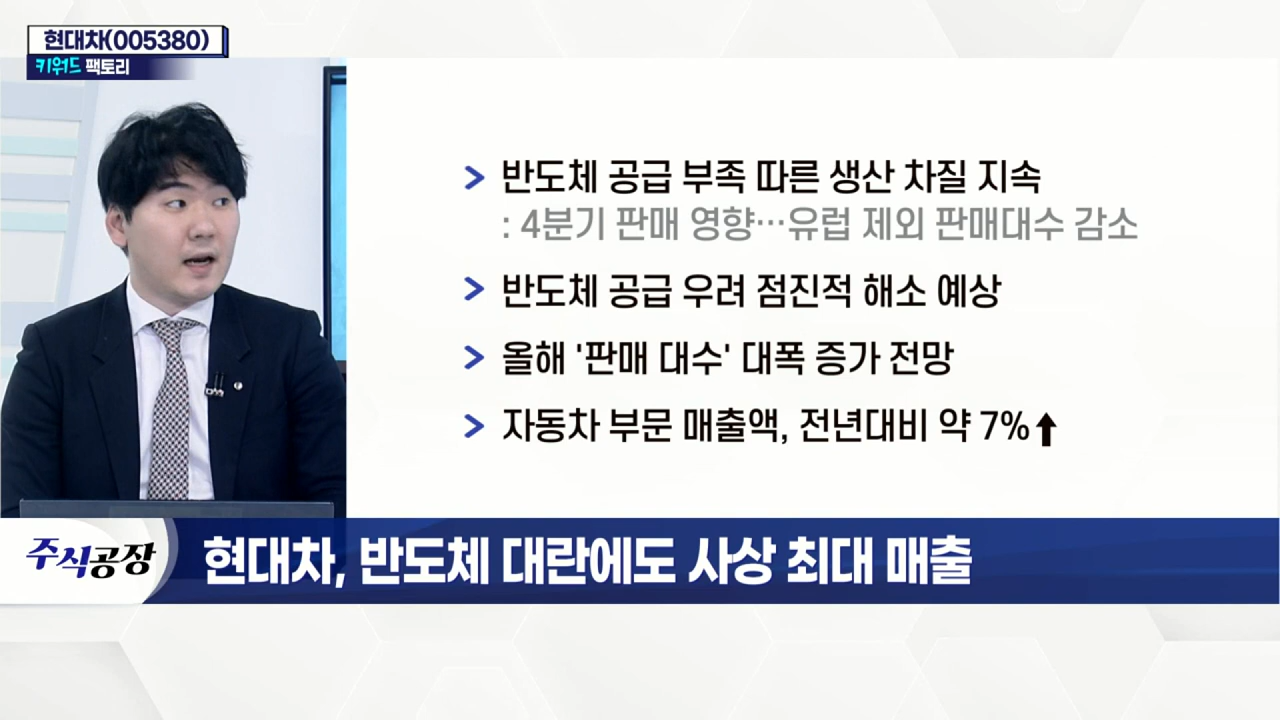 현대차(005380)
키워드 팩토리
> 반도체 공급 부족 따른 생산 차질 지속
: 4분기 판매 영향…유럽 제외 판매대수 감소
> 반도체 공급 우려 점진적 해소 예상
> 올해 '판매 대수' 대폭 증가 전망
> 자동차 부문 매출액, 전년대비 약 7%↑
주식공장
현대차, 반도체 대란에도 사상 최대 매출